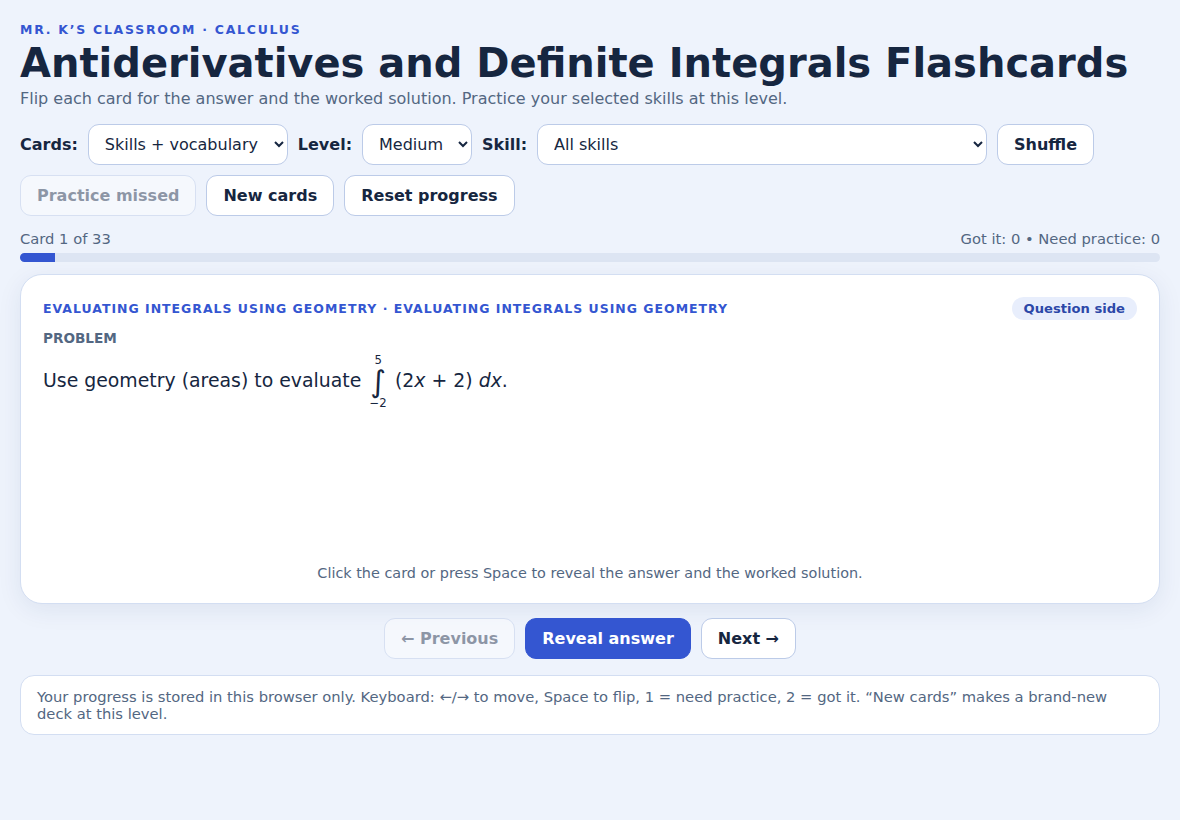 MR. K’S CLASSROOM · CALCULUS
Antiderivatives and Definite Integrals Flashcards
Flip each card for the answer and the worked solution. Practice your selected skills at this level.
Cards: Skills + vocabulary Level: Medium Skill: All skills Shuffle
Practice missed New cards Reset progress
Card 1 of 33 Got it: 0 • Need practice: 0
EVALUATING INTEGRALS USING GEOMETRY · EVALUATING INTEGRALS USING GEOMETRY Question side
PROBLEM
5
Use geometry (areas) to evaluate ∫ (2x + 2) dx.
−2
Click the card or press Space to reveal the answer and the worked solution.
← Previous Reveal answer Next →
Your progress is stored in this browser only. Keyboard: ←/→ to move, Space to flip, 1 = need practice, 2 = got it. “New cards” makes a brand-new
deck at this level.